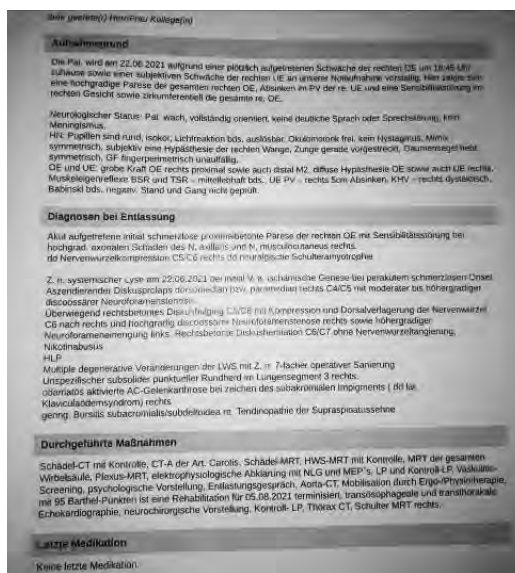 Sehr geehrte(r) Herr/Frau Kollege(in)
Aufnahmegrund
Die Pat. wird am 22.06.2021 aufgrund einer plötzlich aufgetretenen Schwäche der rechten OE um 18:45 Uhr
zuhause sowie einer subjektiven Schwäche der rechten UE an unserer Notaufnahme vorstellig. Hier zeigte sich
eine hochgradige Parese der gesamten rechten OE, Absinken im PV der re. UE und eine Sensibilitätsstörung im
rechten Gesicht sowie zirkumferentiell die gesamte re. OE.
Neurologischer Status: Pat. wach, vollständig orientiert, keine deutliche Sprach oder Sprechstörung, kein
Meningismus.
HN: Pupillen sind rund, isokor, Lichtreaktion bds. auslösbar, Okulomotorik frei, kein Nystagmus, Mimik
symmetrisch, subjektiv eine Hypästhesie der rechten Wange, Zunge gerade vorgestreckt, Gaumensegel hebt
symmetrisch, GF fingerperimetrisch unauffällig.
OE und UE: grobe Kraft OE rechts proximal sowie auch distal M2, diffuse Hypästhesie OE sowie auch UE rechts.
Muskeleigenreflexe BSR und TSR – mittellebhaft bds., UE PV – rechts 5cm Absinken, KHV – rechts dystaktisch,
Babinski bds. negativ. Stand und Gang nicht geprüft.
Diagnosen bei Entlassung
Akut aufgetretene initial schmerzlose proximalbetonte Parese der rechten OE mit Sensibilitätsstörung bei
hochgrad. axonalen Schaden des N. axillaris und N. musculocutaneus rechts.
dd Nervenwurzelkompression C5/C6 rechts dd neuralgische Schulteramyotrophie
Z. n. systemischer Lyse am 22.06.2021 bei initial V. a. ischämische Genese bei perakutem schmerzlosen Onset
Aszendierender Diskusprolaps dorsomedian bzw. paramedian rechts C4/C5 mit moderater bis höhergradiger
discoossärer Neuroforamenstenose.
Überwiegend rechtsbetontes Diskusbulging C5/C6 mit Kompression und Dorsalverlagerung der Nervenwurzel
C6 nach rechts und hochgradig discoossärer Neuroforamenstenose rechts sowie höhergradiger
Neuroforameneinengung links. Rechtsbetonte Diskusherniation C6/C7 ohne Nervenwurzeltangierung.
Nikotinabusus
HLP
Multiple degenerative Veränderungen der LWS mit Z. n. 7-facher operativer Sanierung
Unspezifischer subsolider punktueller Rundherd im Lungensegment 3 rechts.
ödematös aktivierte AC-Gelenkarthrose bei zeichen des subakromialen Impigments ( dd lat.
Klaviculaödemsyndrom) rechts
gering. Bursitis subacromialis/subdeltoidea re. Tendinopathie der Supraspinatussehne
Durchgeführte Maßnahmen
Schädel-CT mit Kontrolle, CT-A der Art. Carotis, Schädel-MRT, HWS-MRT mit Kontrolle, MRT der gesamten
Wirbelsäule, Plexus-MRT, elektrophysiologische Abklärung mit NLG und MEP's, LP und Kontroll-LP, Vaskulitis-
Screening, psychologische Vorstellung, Entlassungsgespräch, Aorta-CT, Mobilisation durch Ergo-/Physiotherapie,
mit 95 Barthel-Punkten ist eine Rehabilitation für 05.08.2021 terminisiert, transösophageale und transthorakale
Echokardiographie, neurochirurgische Vorstellung, Kontroll- LP, Thorax CT, Schulter MRT rechts.
Letzte Medikation
Keine letzte Medikation.